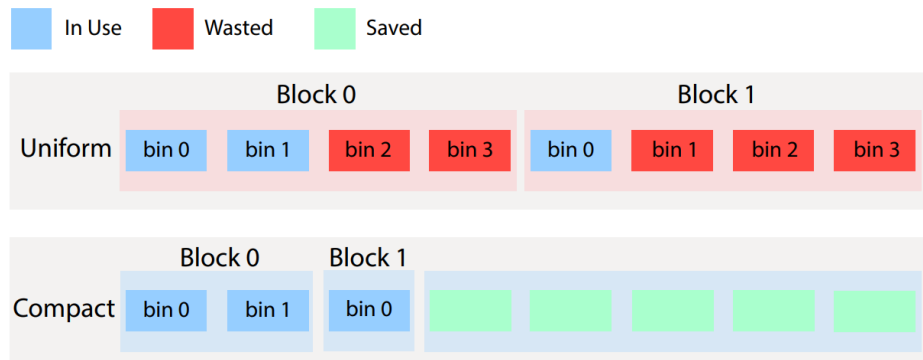 In Use Wasted Saved
Block 0 Block 1
Uniform bin 0 bin 1 bin 2 bin 3 bin 0 bin 1 bin 2 bin 3
Block 0 Block 1
Compact bin 0 bin 1 bin 0